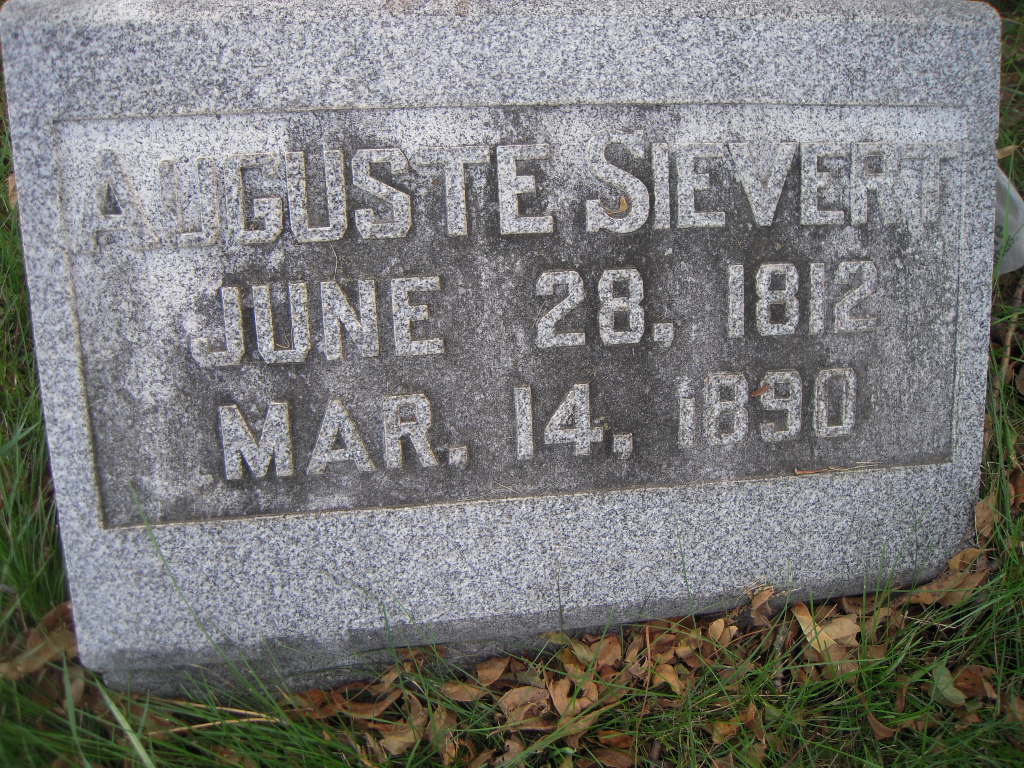 AUGUSTE SIEVERT
JUNE 28, 1812
MAR. 14, 1890